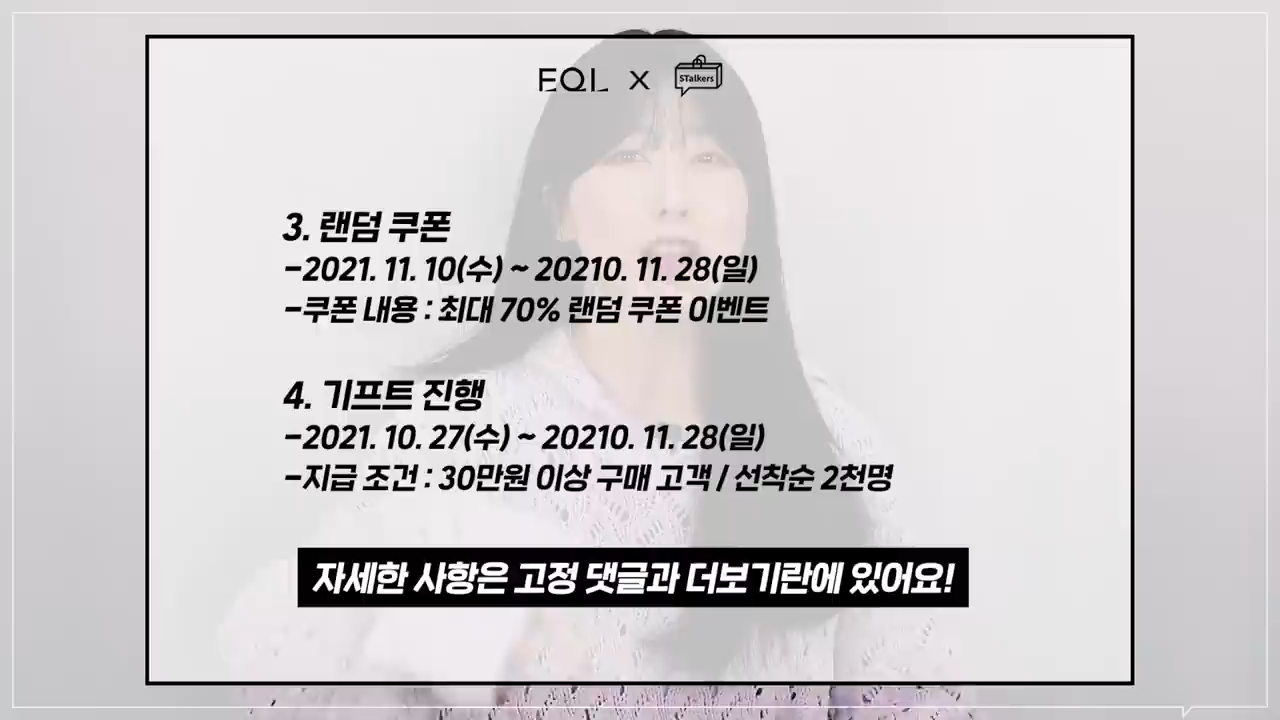 EQL X STalkers
3. 랜덤 쿠폰
-2021. 11. 10(수) ~ 20210. 11. 28(일)
-쿠폰 내용 : 최대 70% 랜덤 쿠폰 이벤트
4. 기프트 진행
-2021. 10. 27(수) ~ 20210. 11. 28(일)
-지급 조건 : 30만원 이상 구매 고객 / 선착순 2천명
자세한 사항은 고정 댓글과 더보기란에 있어요!